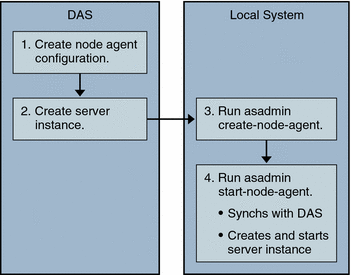 DAS
1. Create node agent
configuration.
2. Create server
instance.
Local System
3. Run asadmin
create-node-agent.
4. Run asadmin
start-node-agent.
• Synchs with DAS
• Creates and starts
server instance